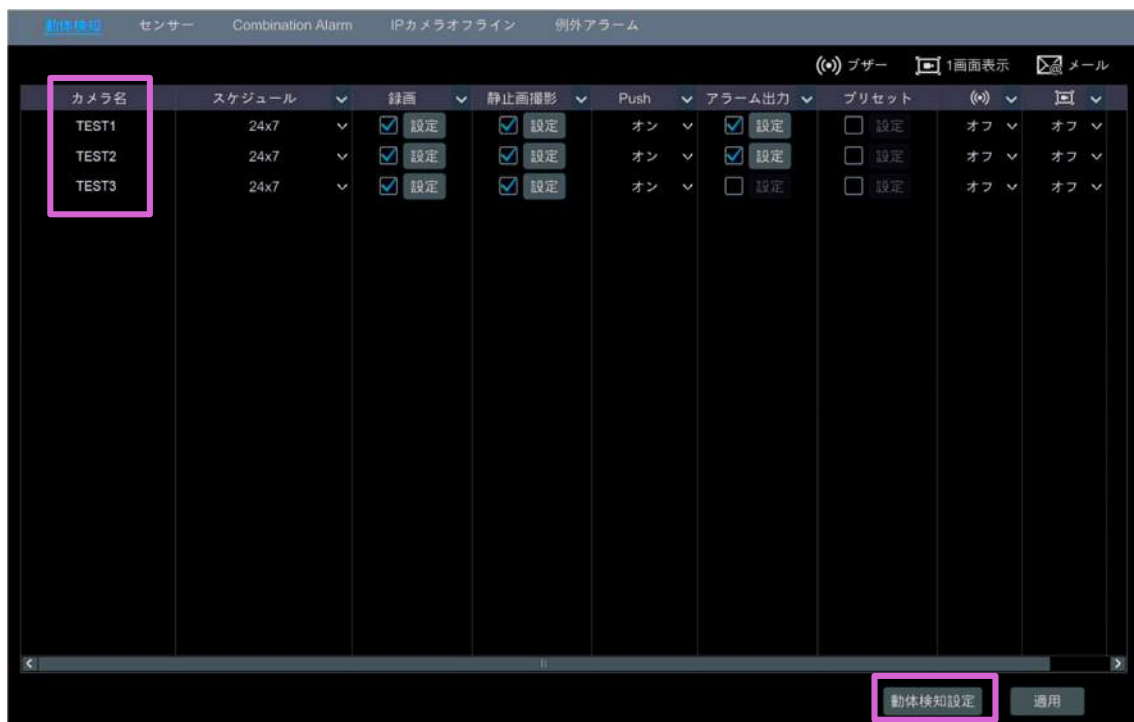 動体検知 センサー Combination Alarm IPカメラオフライン 例外アラーム
ブザー 1画面表示 メール
カメラ名 スケジュール 録画 静止画撮影 Push アラーム出力 プリセット
TEST1 24x7 設定 設定 オン 設定 設定 オフ オフ
TEST2 24x7 設定 設定 オン 設定 設定 オフ オフ
TEST3 24x7 設定 設定 オン 設定 設定 オフ オフ
動体検知設定 適用